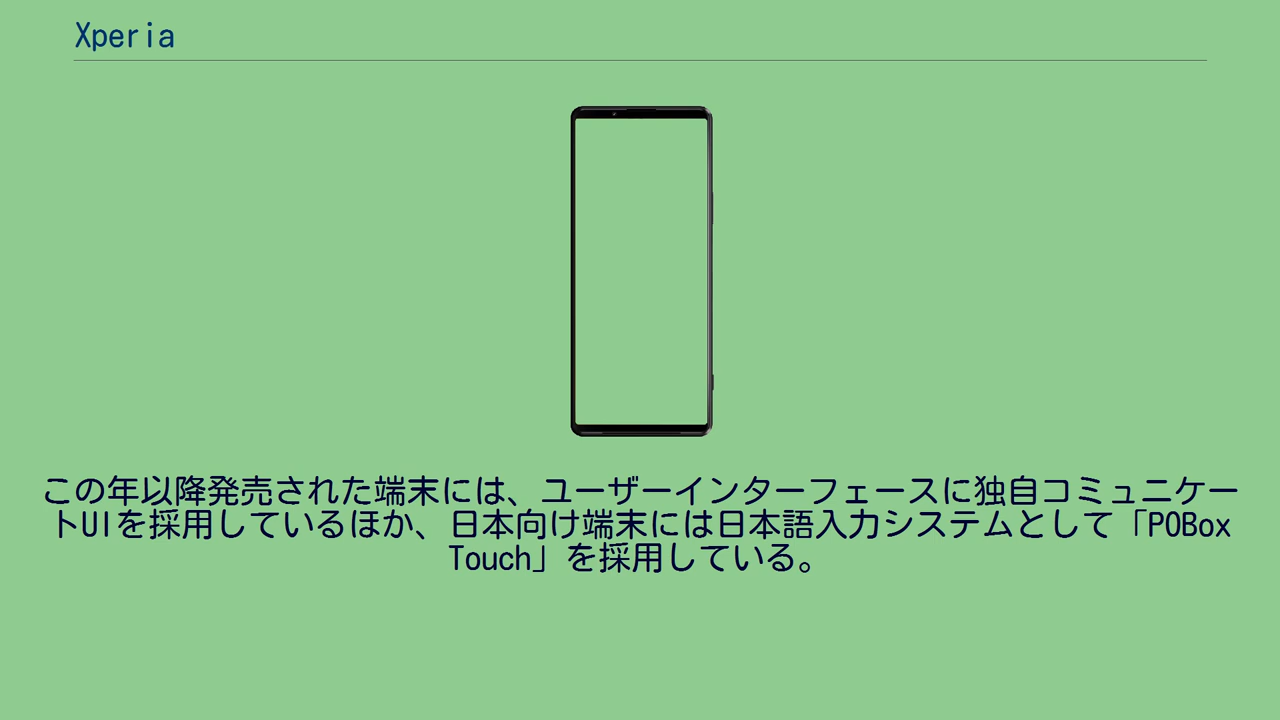 Xperia
この年以降発売された端末には、ユーザーインターフェースに独自コミュニケー
トUIを採用しているほか、日本向け端末には日本語入力システムとして「POBox
Touch」を採用している。